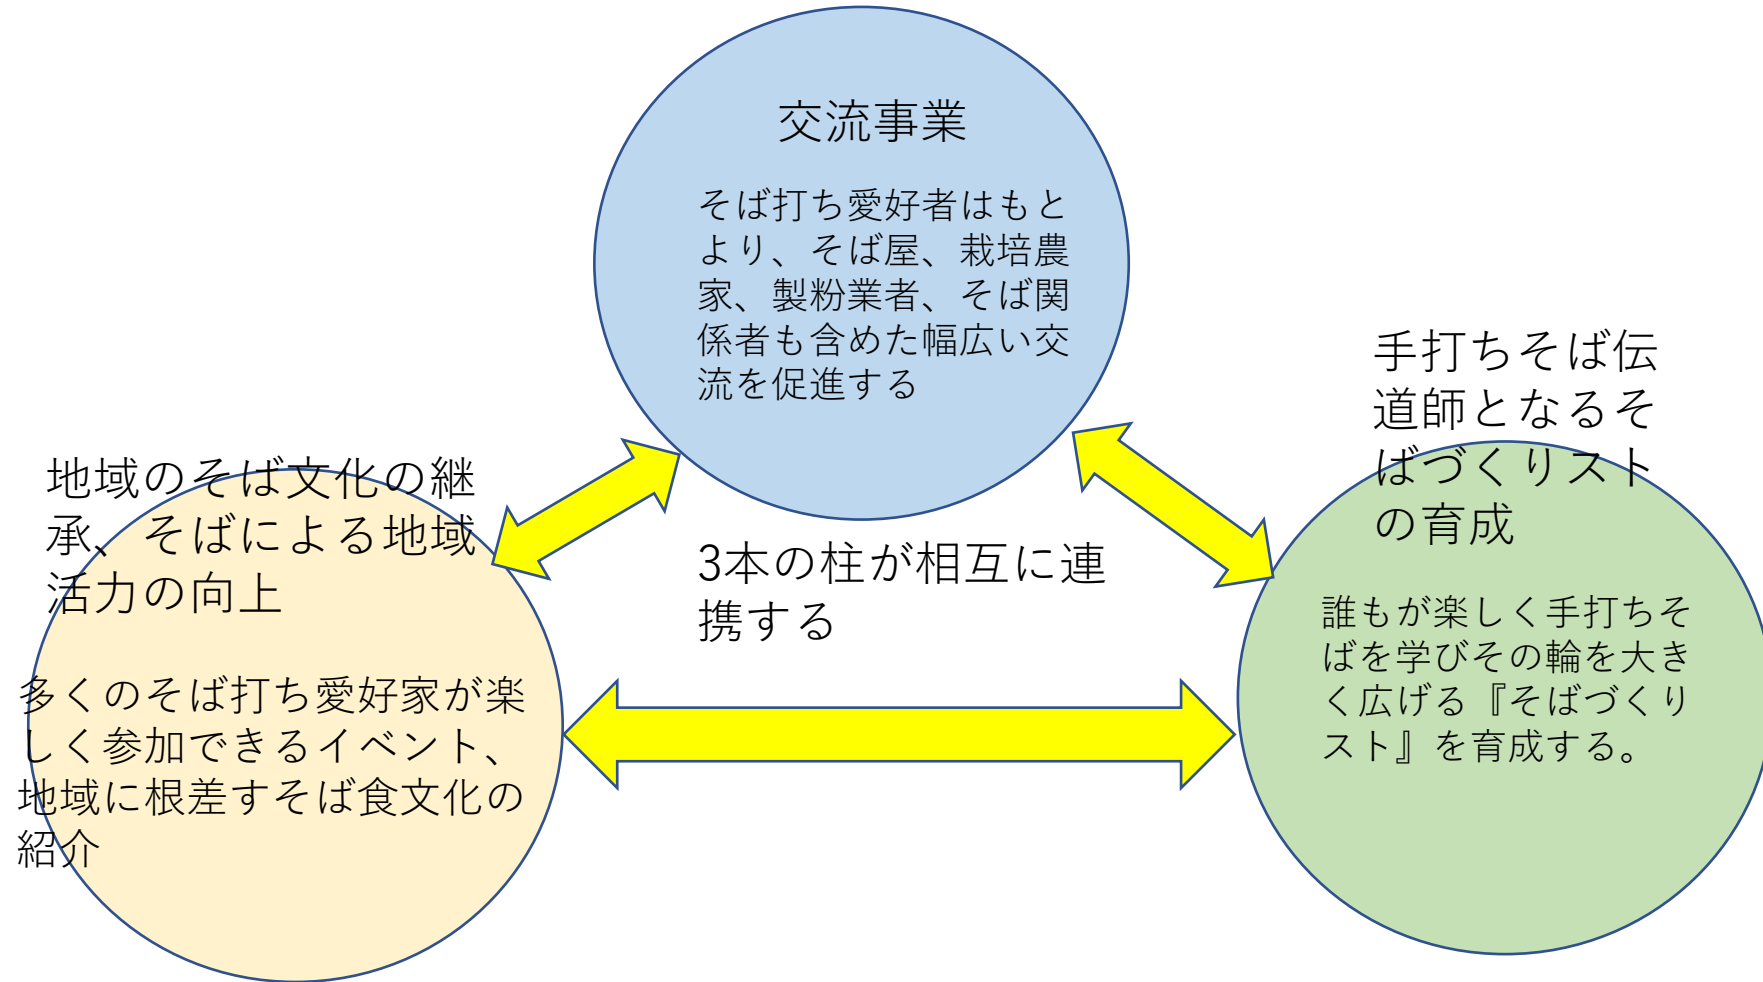 交流事業
そば打ち愛好者はもと
より、そば屋、栽培農
家、製粉業者、そば関
係者も含めた幅広い交
流を促進する
手打ちそば伝
道師となるそ
ばづくりスト
の育成
誰もが楽しく手打ちそ
ばを学びその輪を大き
く広げる『そばづくり
スト』を育成する。
地域のそば文化の継
承、そばによる地域
活力の向上
多くのそば打ち愛好家が楽
しく参加できるイベント、
地域に根差すそば食文化の
紹介
3本の柱が相互に連
携する